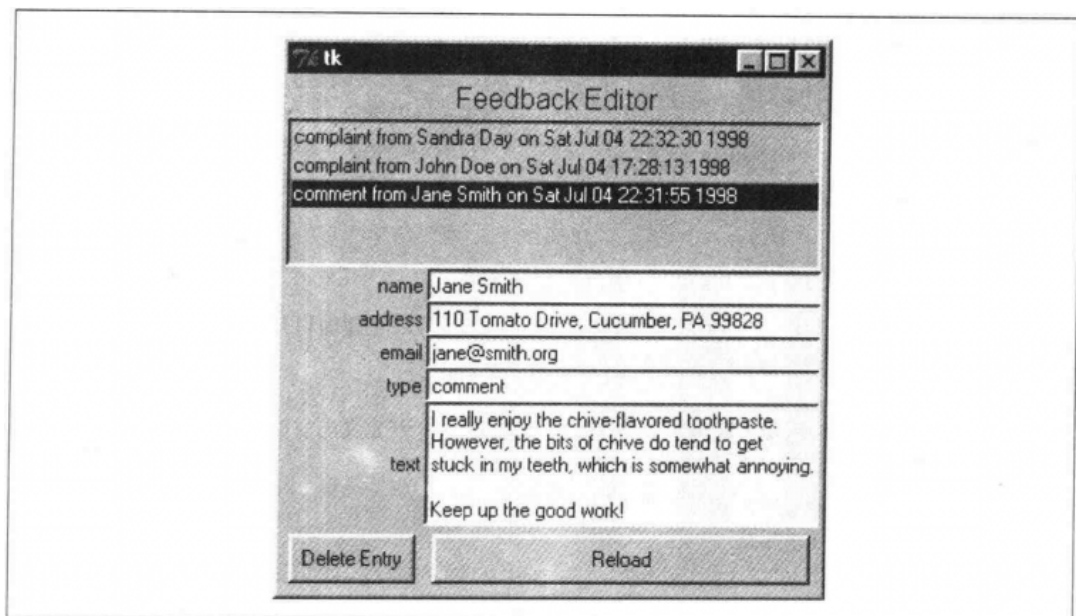 7k tk
Feedback Editor
complaint from Sandra Day on Sat Jul 04 22:32:30 1998
complaint from John Doe on Sat Jul 04 17:28:13 1998
comment from Jane Smith on Sat Jul 04 22:31:55 1998
name Jane Smith
address 110 Tomato Drive, Cucumber, PA 99828
email jane@smith.org
type comment
text I really enjoy the chive-flavored toothpaste.
However, the bits of chive do tend to get
stuck in my teeth, which is somewhat annoying.
Keep up the good work!
Delete Entry Reload